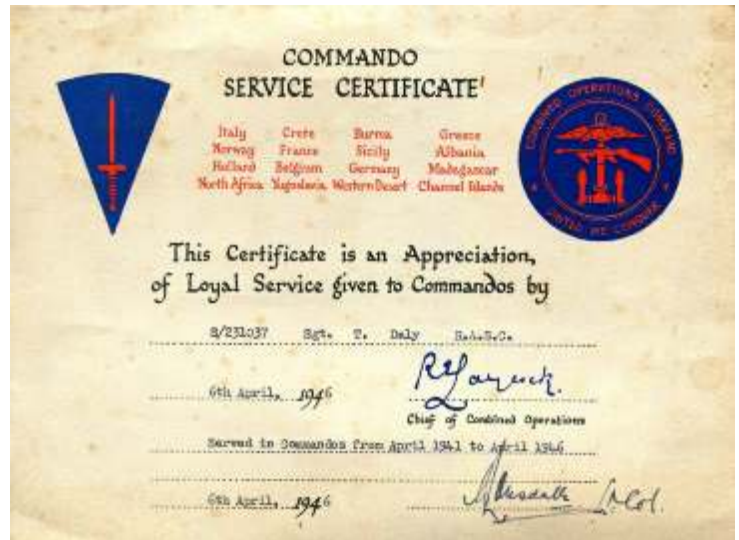 COMMANDO
SERVICE CERTIFICATE
Italy Crete Burma Greece
Norway France Sicily Albania
Holland Belgium Germany Madagascar
North Africa Yugoslavia Western Desert Channel Islands
COMBINED OPERATIONS COMMAND
UNITED WE CONQUER
This Certificate is an Appreciation,
of Loyal Service given to Commandos by
S/231037 Sgt. T. Daly R.A.S.C.
6th April, 1946
Chief of Combined Operations
Served in Commandos from April 1941 to April 1946
6th April, 1946 Lt Col.